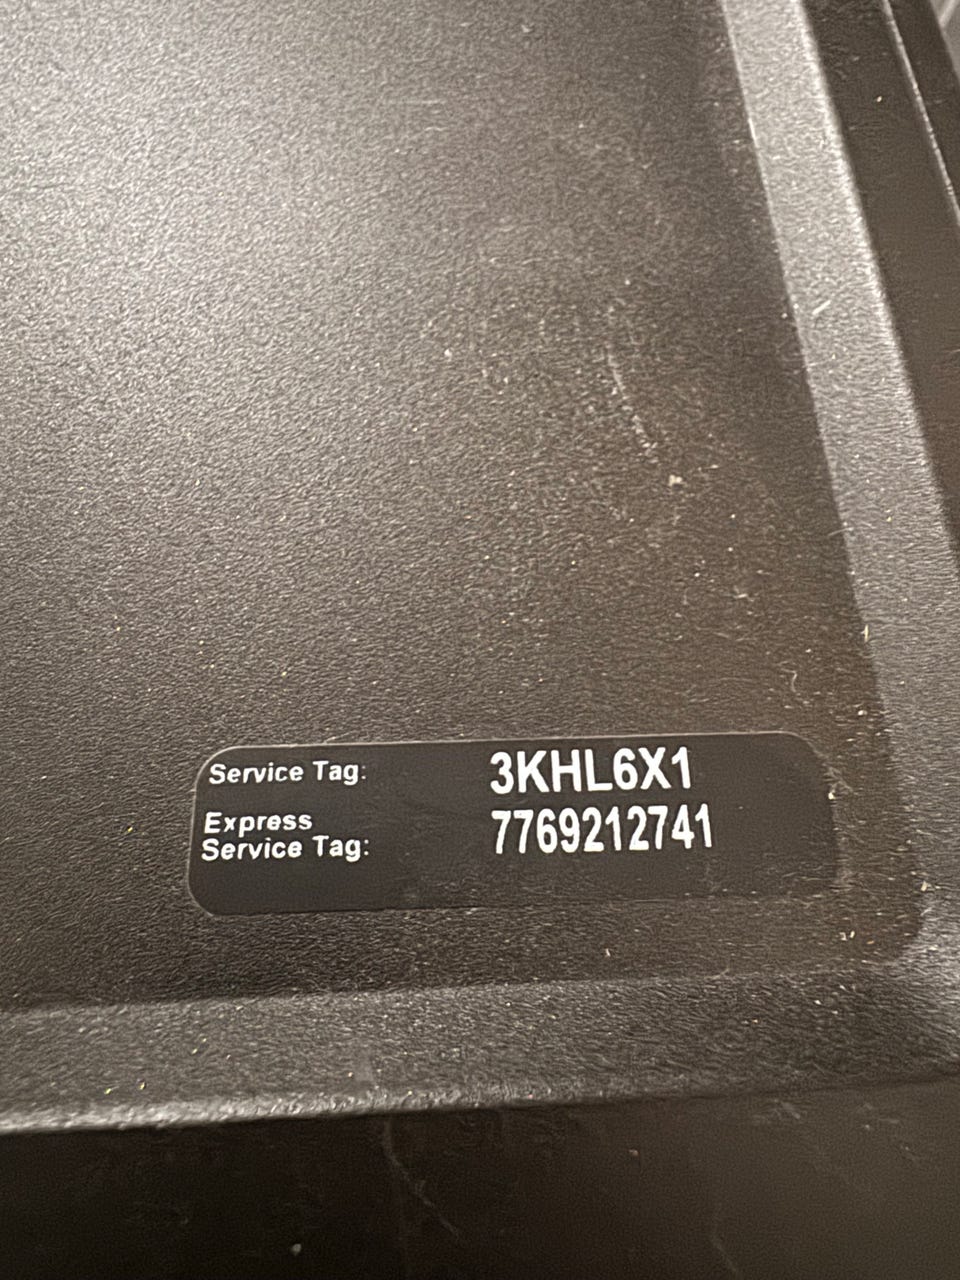 Service Tag: 3KHL6X1
Express
Service Tag: 7769212741